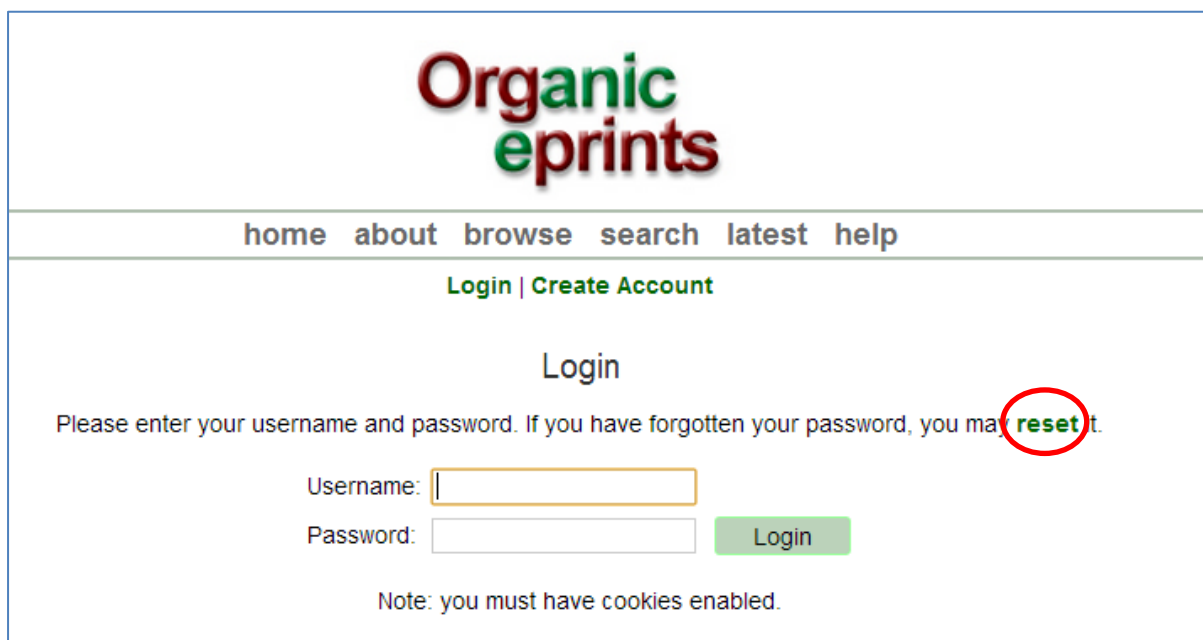 Organic
eprints
home about browse search latest help
Login | Create Account
Login
Please enter your username and password. If you have forgotten your password, you may reset it.
Username:
Password:
Login
Note: you must have cookies enabled.